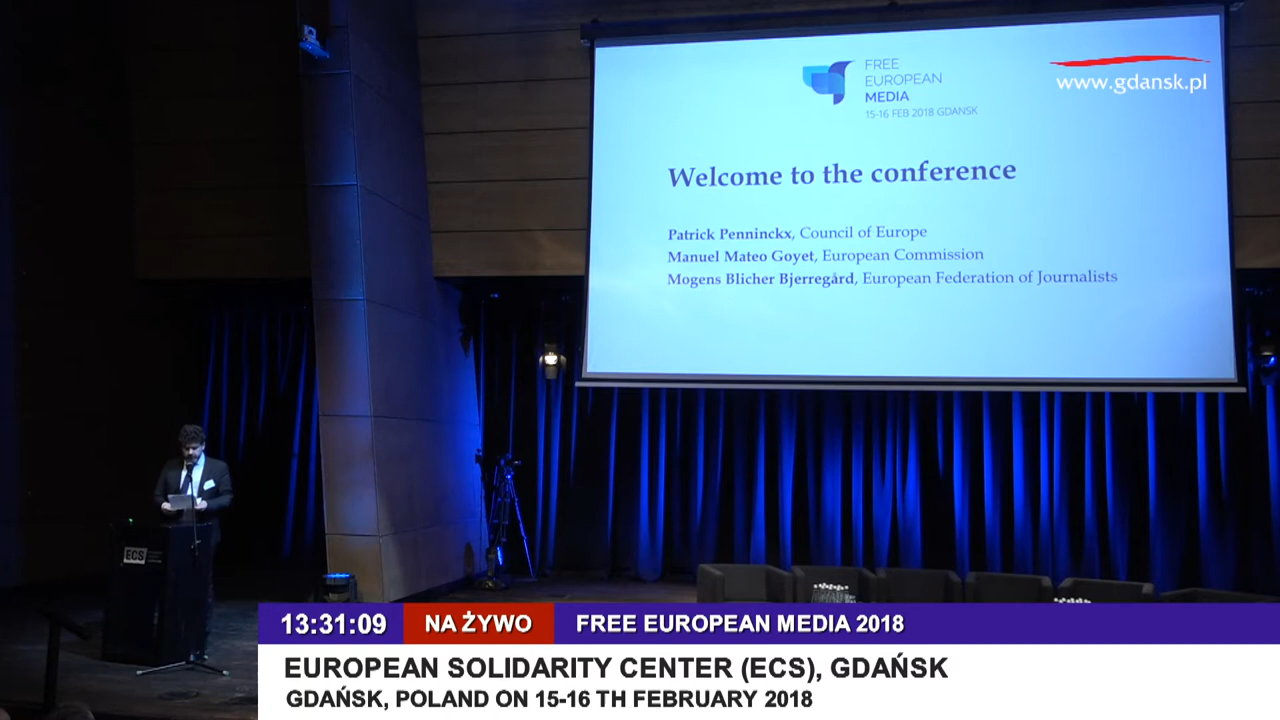 FREE
EUROPEAN
MEDIA
15-16 FEB 2018 GDANSK
www.gdansk.pl
Welcome to the conference
Patrick Penninckx, Council of Europe
Manuel Mateo Goyet, European Commission
Mogens Blicher Bjerregård, European Federation of Journalists
ECS
13:31:09 NA ŻYWO FREE EUROPEAN MEDIA 2018
EUROPEAN SOLIDARITY CENTER (ECS), GDAŃSK
GDAŃSK, POLAND ON 15-16 TH FEBRUARY 2018